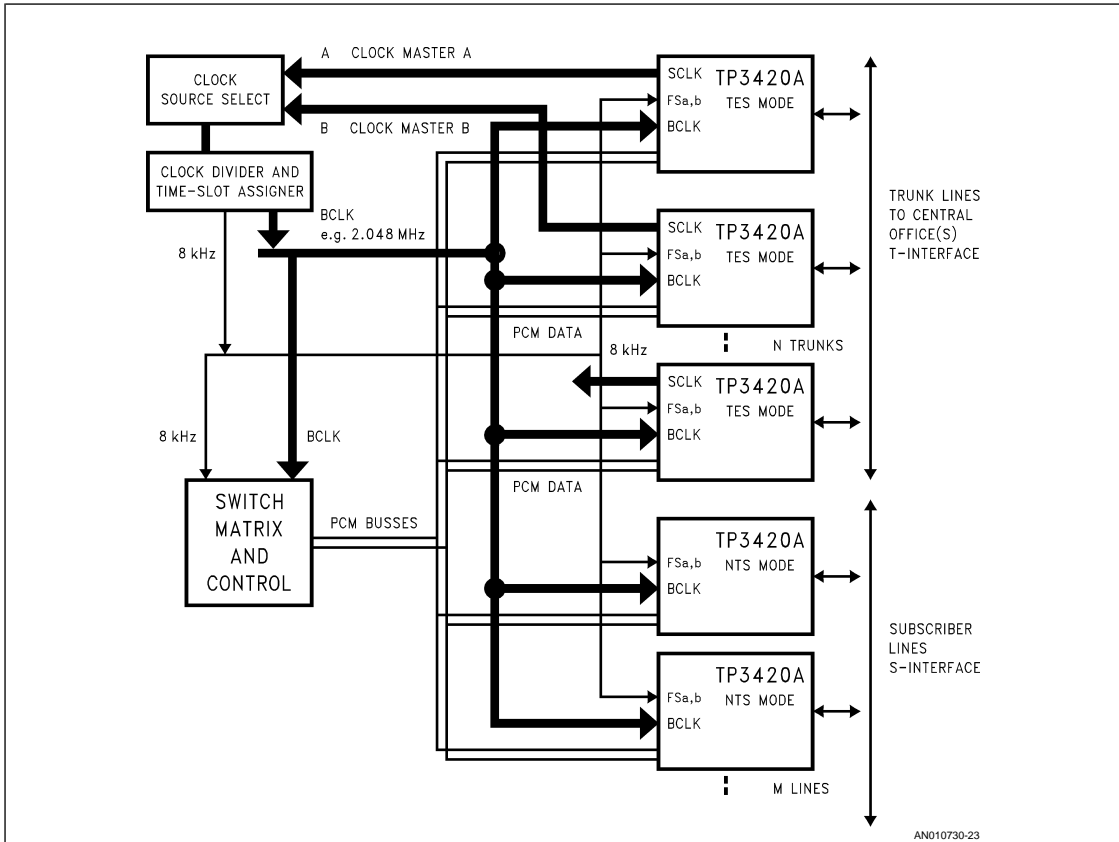 A CLOCK MASTER A
CLOCK
SOURCE SELECT
B CLOCK MASTER B
CLOCK DIVIDER AND
TIME-SLOT ASSIGNER
BCLK
e.g. 2.048 MHz
8 kHz
SCLK
FSa,b
BCLK
TP3420A
TES MODE
SCLK
FSa,b
BCLK
TP3420A
TES MODE
TRUNK LINES
TO CENTRAL
OFFICE(S)
T-INTERFACE
PCM DATA
N TRUNKS
8 kHz
SCLK
FSa,b
BCLK
TP3420A
TES MODE
8 kHz
BCLK
PCM DATA
SWITCH
MATRIX
AND
CONTROL
PCM BUSSES
FSa,b
BCLK
TP3420A
NTS MODE
SUBSCRIBER
LINES
S-INTERFACE
FSa,b
BCLK
TP3420A
NTS MODE
M LINES
AN010730-23